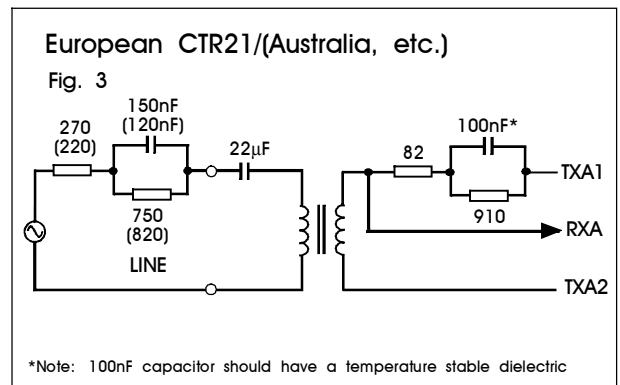 European CTR21/(Australia, etc.)
Fig. 3
150nF
(120nF)
270
(220)
22µF
100nF*
82
TXA1
750
(820)
910
RXA
LINE
TXA2
*Note: 100nF capacitor should have a temperature stable dielectric